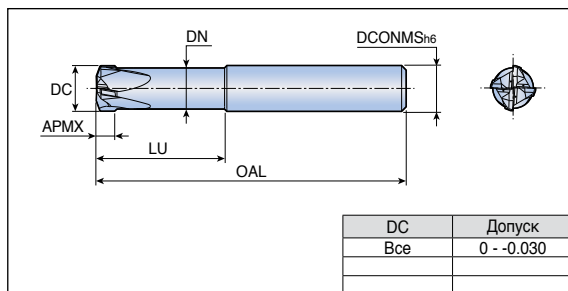 DN
DCONMSh6
DC
APMX
LU
OAL
DC Допуск
Все 0 - -0.030